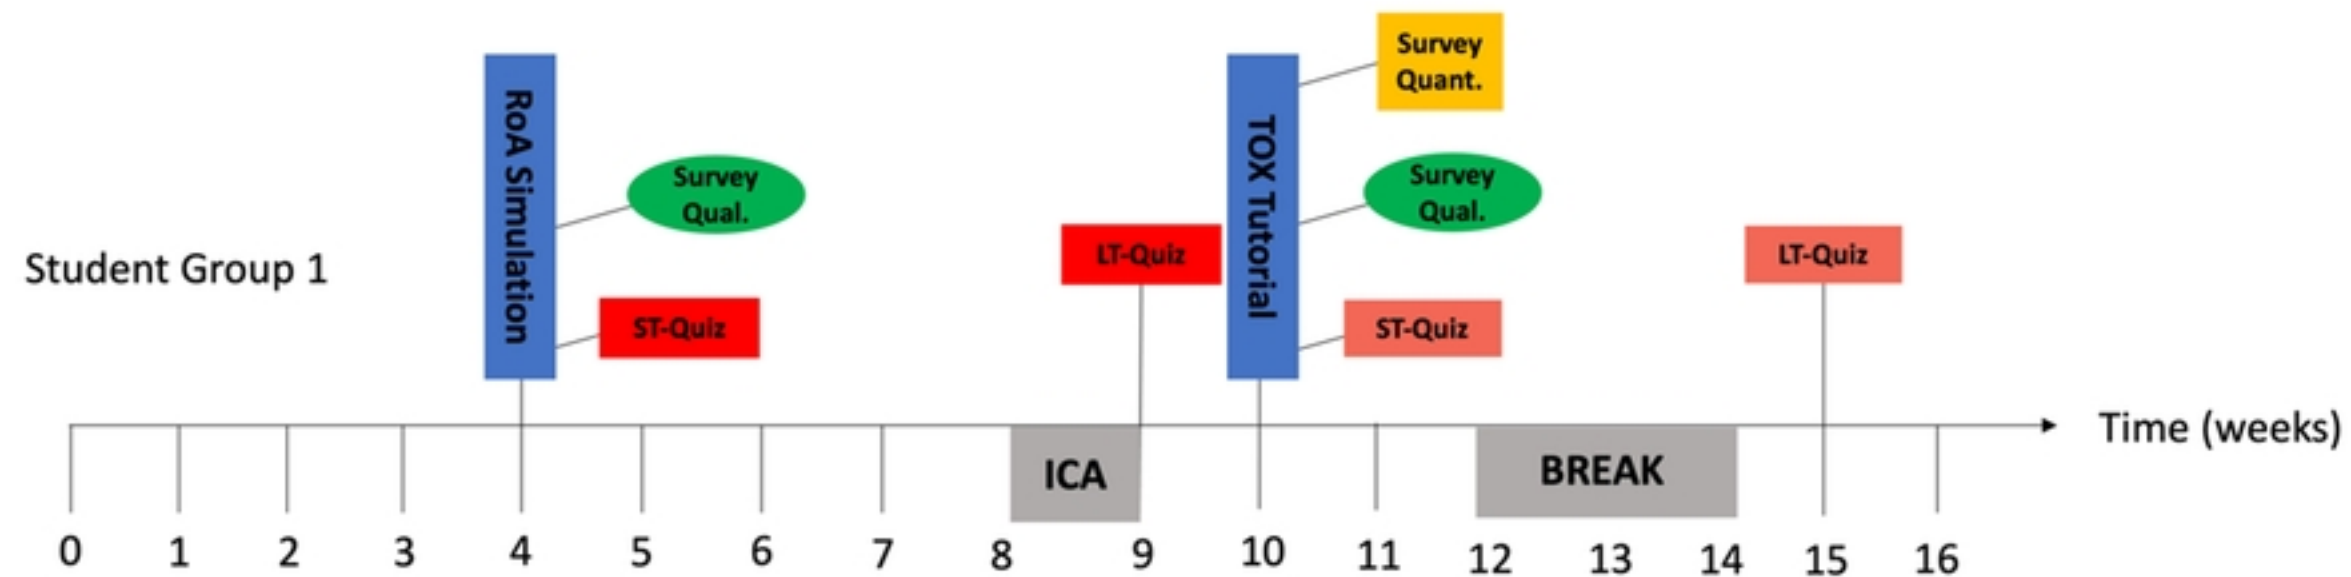 Survey
Quant.
RoA Simulation
TOX Tutorial
Survey
Qual.
Survey
Qual.
Student Group 1
LT-Quiz
LT-Quiz
ST-Quiz
ST-Quiz
Time (weeks)
ICA
BREAK
0 1 2 3 4 5 6 7 8 9 10 11 12 13 14 15 16